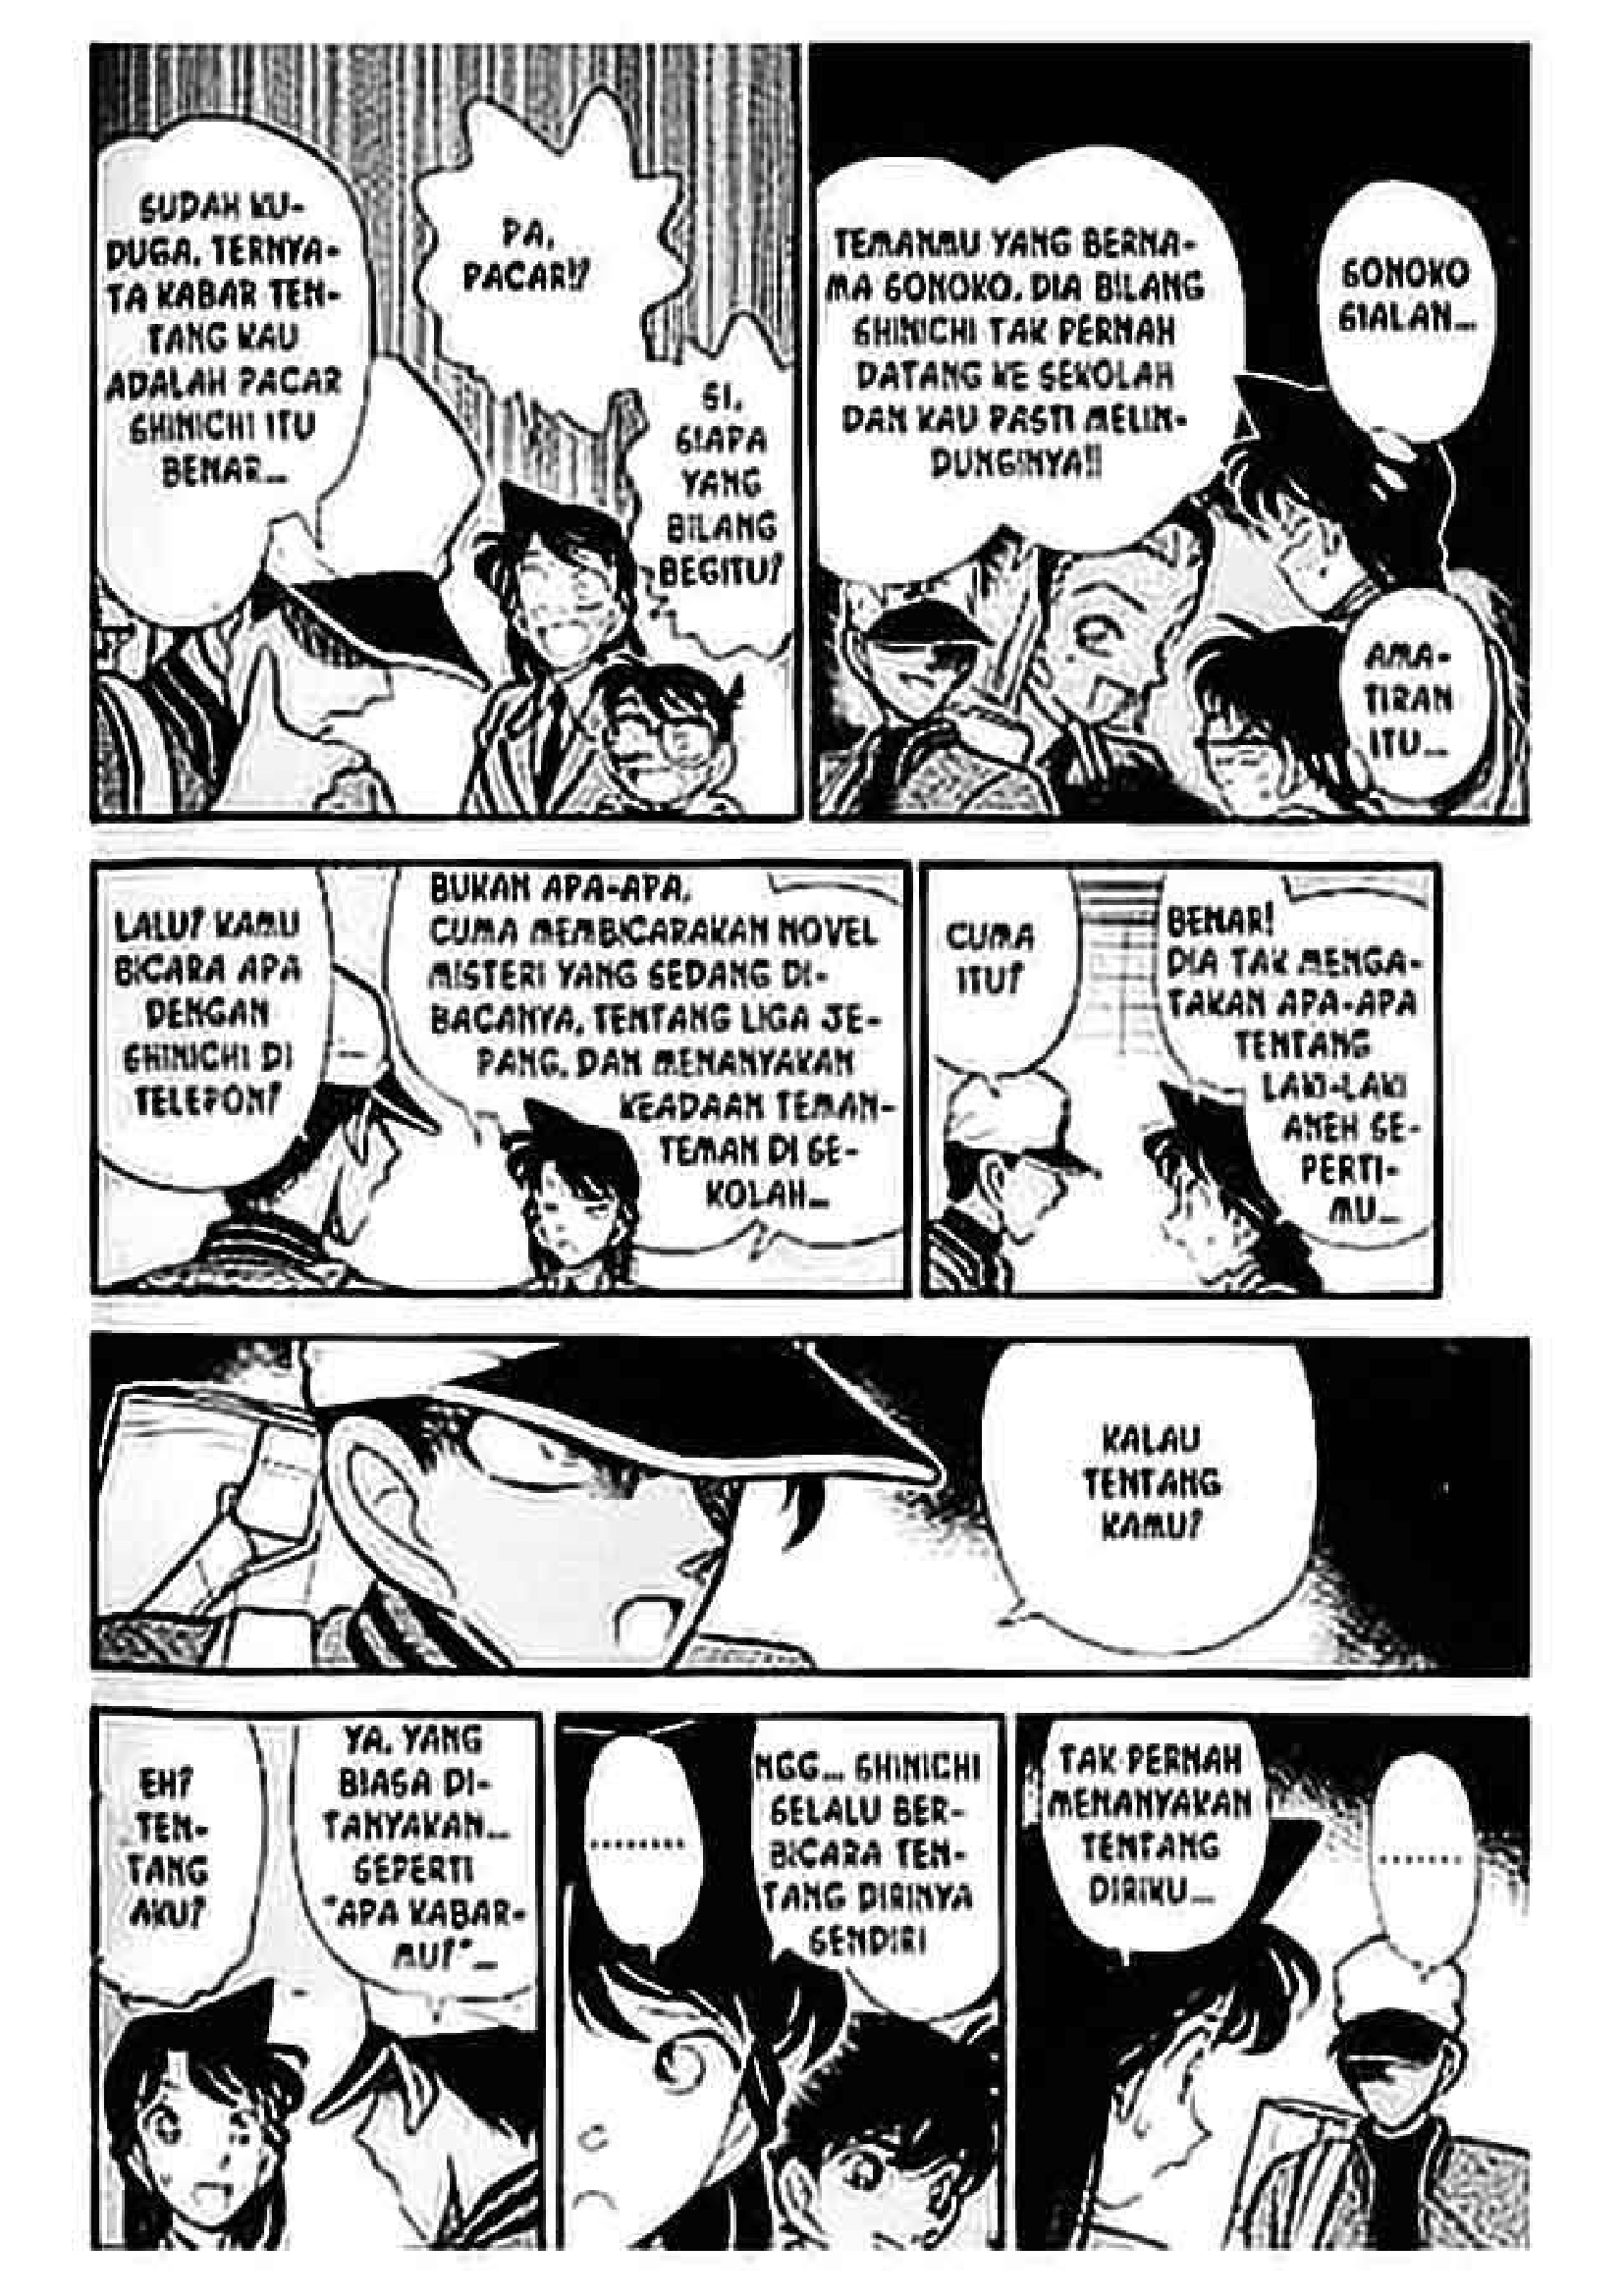 SUDAH KU-
DUGA. TERNYA-
TA KABAR TEN-
TANG KAU
ADALAH PACAR
SHINICHI ITU
BENAR...
PA,
PACAR!?
SI,
SIAPA
YANG
BILANG
BEGITU?
TEMANMU YANG BERNA-
MA SONOKO. DIA BILANG
SHINICHI TAK PERNAH
DATANG KE SEKOLAH
DAN KAU PASTI MELIN-
DUNGINYA!!
SONOKO
SIALAN...
AMA-
TIRAN
ITU...
LALU? KAMU
BICARA APA
DENGAN
SHINICHI DI
TELEPON?
BUKAN APA-APA,
CUMA MEMBICARAKAN NOVEL
MISTERI YANG SEDANG DI-
BACANYA, TENTANG LIGA JE-
PANG, DAN MENANYAKAN
KEADAAN TEMAN-
TEMAN DI SE-
KOLAH...
CUMA
ITU?
BENAR!
DIA TAK MENGA-
TAKAN APA-APA
TENTANG
LAKI-LAKI
ANEH SE-
PERTI-
MU...
KALAU
TENTANG
KAMU?
EH?
TEN-
TANG
AKU?
YA, YANG
BIASA DI-
TANYAKAN...
SEPERTI
"APA KABAR-
MU?"...
........
NGG... SHINICHI
SELALU BER-
BICARA TEN-
TANG DIRINYA
SENDIRI
TAK PERNAH
MENANYAKAN
TENTANG
DIRIKU...
.......